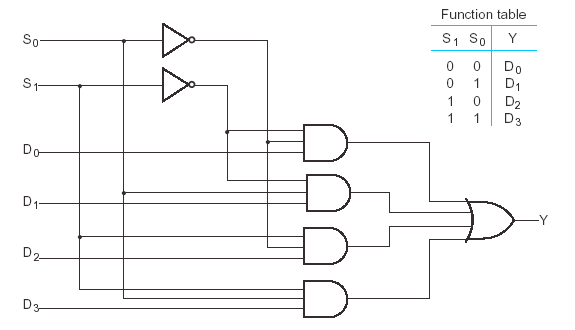 Function table
S1 S0 Y
0 0 D0
0 1 D1
1 0 D2
1 1 D3
S0
S1
D0
D1
D2
D3
Y